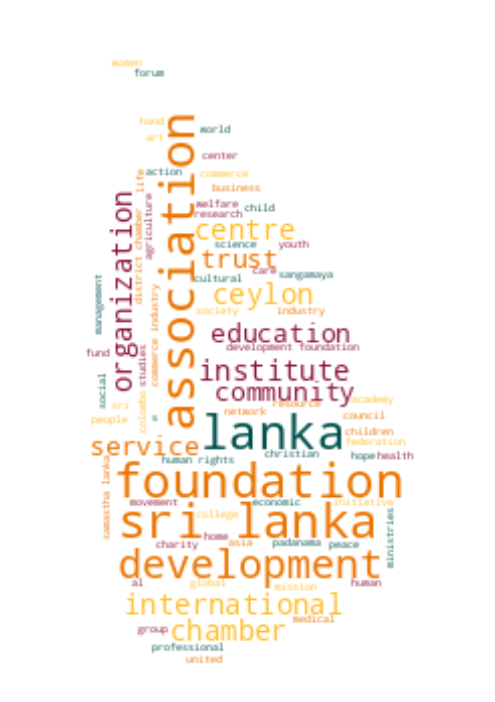 women
forum
hand
world
art
center
action
commerce
life
business
welfare
child
research
association
organization
agriculture
district chamber
centre
science
youth
trust
care
cultural
sangamaya
management
ceylon
commerce industry
society
industry
education
fund
development foundation
studies
institute
social
community
academy
sri
resource
network
council
people
colombo
lanka
children
service
federation
human rights
christian
hope
health
samastha lanka
foundation
movement
economic
initiative
sri lanka
college
ministries
home
charity
asia
padanama
peace
development
al
global
mission
human
international
medical
group
chamber
professional
united